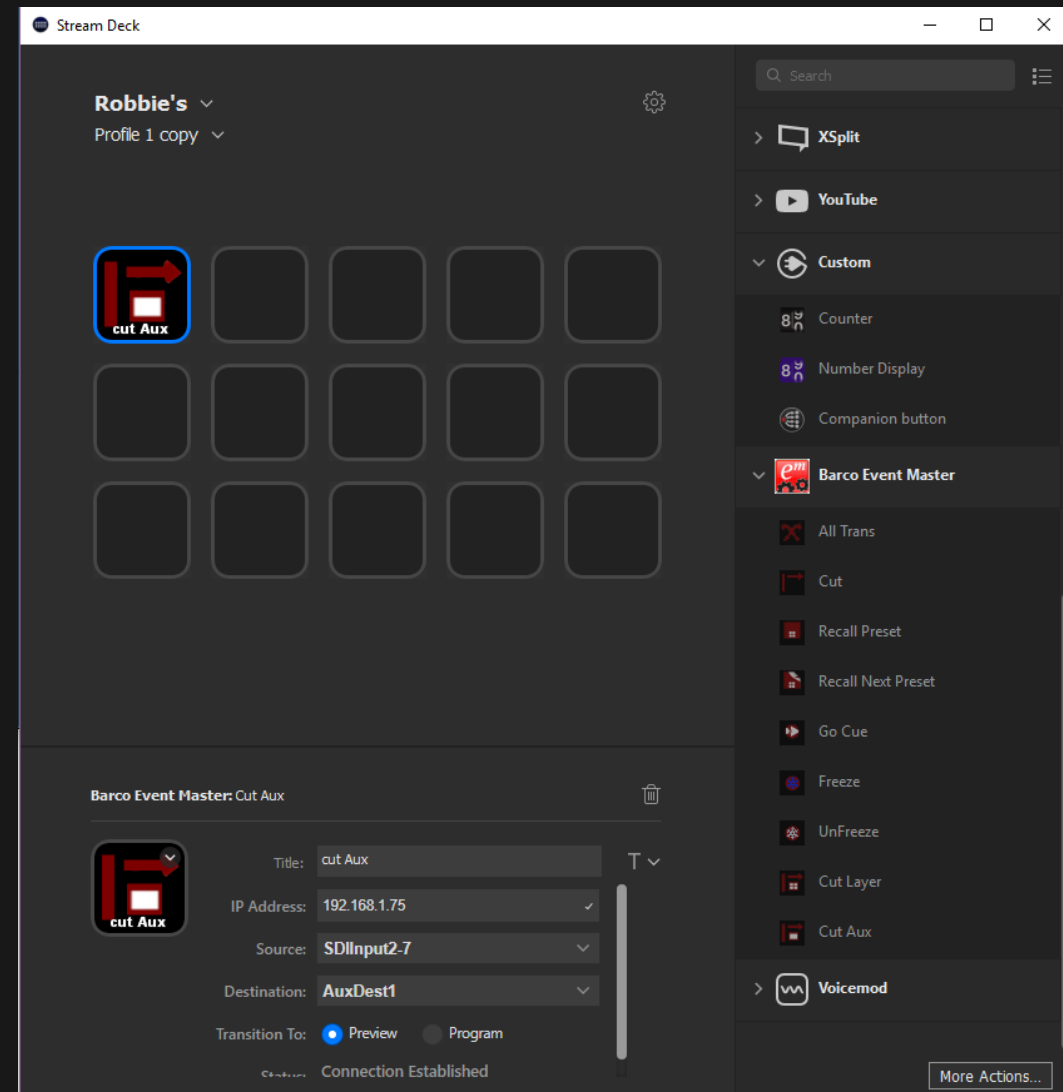 Stream Deck
Robbie's
Profile 1 copy
cut Aux
Barco Event Master: Cut Aux
cut Aux
Title: cut Aux
IP Address: 192.168.1.75
Source: SDIInput2-7
Destination: AuxDest1
Transition To: Preview Program
Status: Connection Established
Search
XSplit
YouTube
Custom
Counter
Number Display
Companion button
em
Barco Event Master
All Trans
Cut
Recall Preset
Recall Next Preset
Go Cue
Freeze
UnFreeze
Cut Layer
Cut Aux
Voicemod
More Actions...